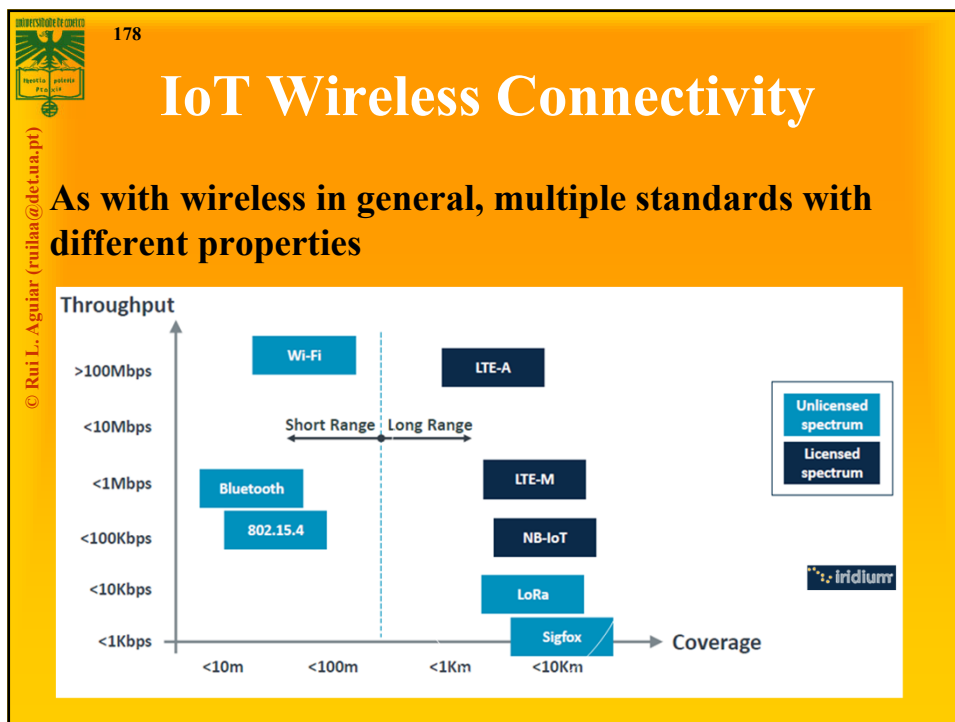 universidade de aveiro
178
theoria poiesis
praxis
IoT Wireless Connectivity
© Rui L. Aguiar (ruilaa@det.ua.pt)
As with wireless in general, multiple standards with
different properties
Throughput
>100Mbps
<10Mbps
<1Mbps
<100Kbps
<10Kbps
<1Kbps
Wi-Fi
LTE-A
Short Range
Long Range
Bluetooth
LTE-M
802.15.4
NB-IoT
LoRa
Sigfox
Coverage
<10m
<100m
<1Km
<10Km
Unlicensed
spectrum
Licensed
spectrum
iridium